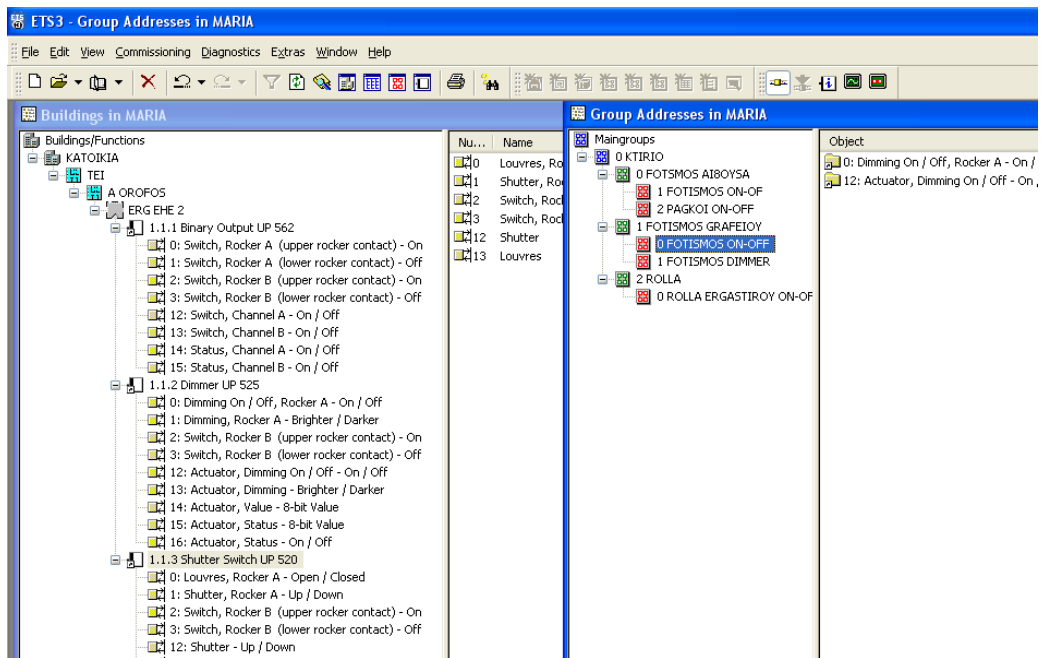 ETS3 - Group Addresses in MARIA
File Edit View Commissioning Diagnostics Extras Window Help
Buildings in MARIA
Buildings/Functions
KATOIKIA
TEI
A OROFOS
ERG EHE 2
1.1.1 Binary Output UP 562
0: Switch, Rocker A (upper rocker contact) - On
1: Switch, Rocker A (lower rocker contact) - Off
2: Switch, Rocker B (upper rocker contact) - On
3: Switch, Rocker B (lower rocker contact) - Off
12: Switch, Channel A - On / Off
13: Switch, Channel B - On / Off
14: Status, Channel A - On / Off
15: Status, Channel B - On / Off
1.1.2 Dimmer UP 525
0: Dimming On / Off, Rocker A - On / Off
1: Dimming, Rocker A - Brighter / Darker
2: Switch, Rocker B (upper rocker contact) - On
3: Switch, Rocker B (lower rocker contact) - Off
12: Actuator, Dimming On / Off - On / Off
13: Actuator, Dimming - Brighter / Darker
14: Actuator, Value - 8-bit Value
15: Actuator, Status - 8-bit Value
16: Actuator, Status - On / Off
1.1.3 Shutter Switch UP 520
0: Louvres, Rocker A - Open / Closed
1: Shutter, Rocker A - Up / Down
2: Switch, Rocker B (upper rocker contact) - On
3: Switch, Rocker B (lower rocker contact) - Off
12: Shutter - Up / Down
Nu... Name
0 Louvres, Ro
1 Shutter, Ro
2 Switch, Rock
3 Switch, Rock
12 Shutter
13 Louvres
Group Addresses in MARIA
Maingroups
0 KTIRIO
0 FOTSMOS AI8OYSA
1 FOTISMOS ON-OF
2 PAGKOI ON-OFF
1 FOTISMOS GRAFEIOY
0 FOTISMOS ON-OFF
1 FOTISMOS DIMMER
2 ROLLA
0 ROLLA ERGASTIROY ON-OF
Object
0: Dimming On / Off, Rocker A - On /
12: Actuator, Dimming On / Off - On